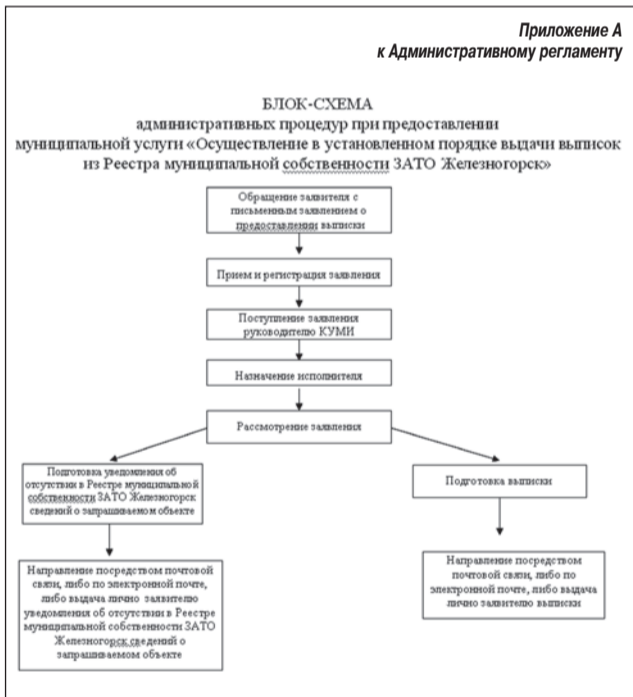 Приложение А
к Административному регламенту
БЛОК-СХЕМА
административных процедур при предоставлении
муниципальной услуги «Осуществление в установленном порядке выдачи выписок
из Реестра муниципальной собственности ЗАТО Железногорск»
Обращение заявителя с
письменным заявлением о
предоставлении выписки
Прием и регистрация заявления
Поступление заявления
руководителю КУМИ
Назначение исполнителя
Рассмотрение заявления
Подготовка уведомления об
отсутствии в Реестре муниципальной
собственности ЗАТО Железногорск
сведений о запрашиваемом объекте
Подготовка выписки
Направление посредством почтовой
связи, либо по электронной почте,
либо выдача лично заявителю
уведомления об отсутствии в Реестре
муниципальной собственности ЗАТО
Железногорск сведений о
запрашиваемом объекте
Направление посредством
почтовой связи, либо по
электронной почте, либо выдача
лично заявителю выписки